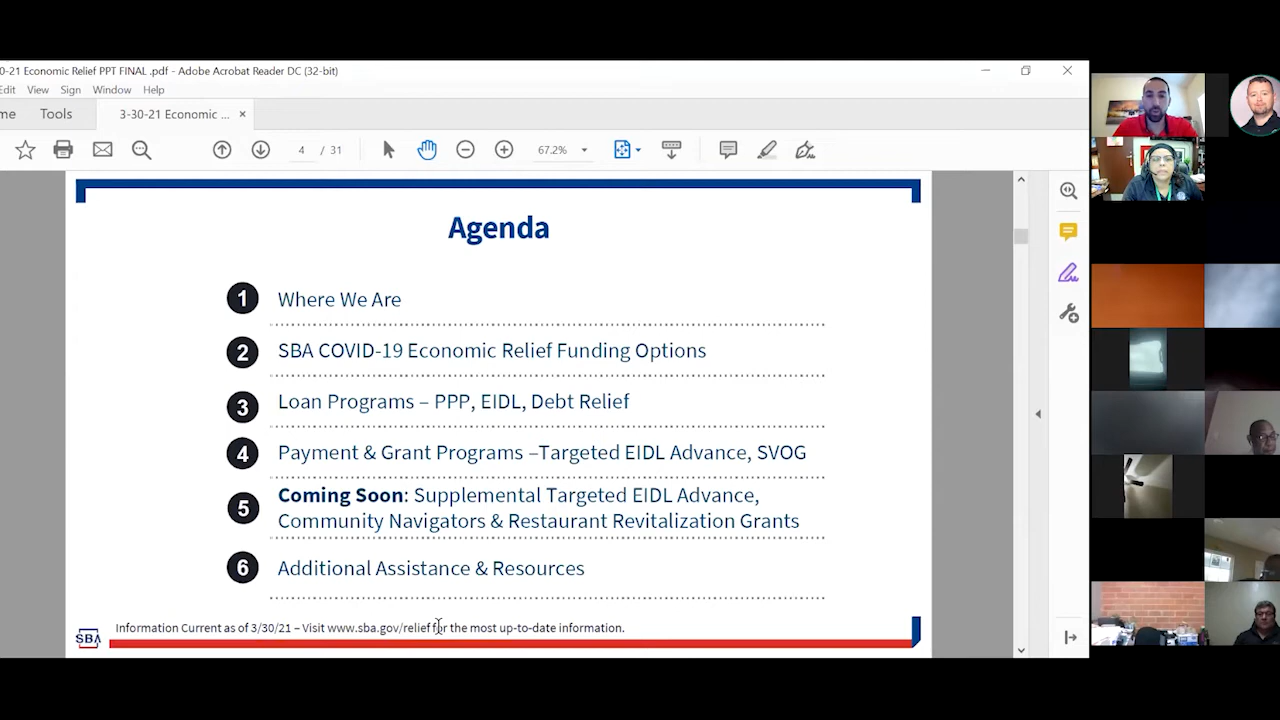 0-21 Economic Relief PPT FINAL .pdf - Adobe Acrobat Reader DC (32-bit)
Edit View Sign Window Help
me Tools 3-30-21 Economic ... ×
4 / 31 67.2%
Agenda
1 Where We Are
2 SBA COVID-19 Economic Relief Funding Options
3 Loan Programs – PPP, EIDL, Debt Relief
4 Payment & Grant Programs –Targeted EIDL Advance, SVOG
5 Coming Soon: Supplemental Targeted EIDL Advance,
Community Navigators & Restaurant Revitalization Grants
6 Additional Assistance & Resources
SBA Information Current as of 3/30/21 – Visit www.sba.gov/relief for the most up-to-date information.